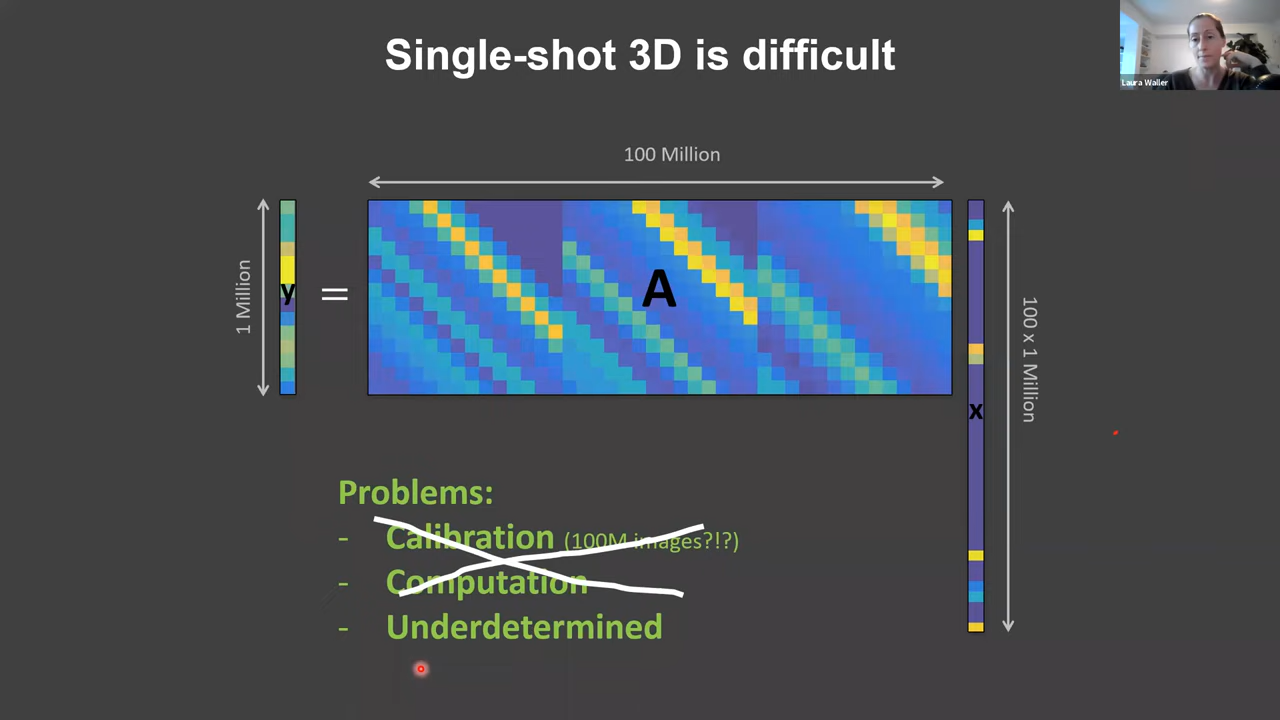 Single-shot 3D is difficult
Laura Waller
100 Million
1 Million
y
=
A
x
100 x 1 Million
Problems:
- Calibration (100M images?!?)
- Computation
- Underdetermined